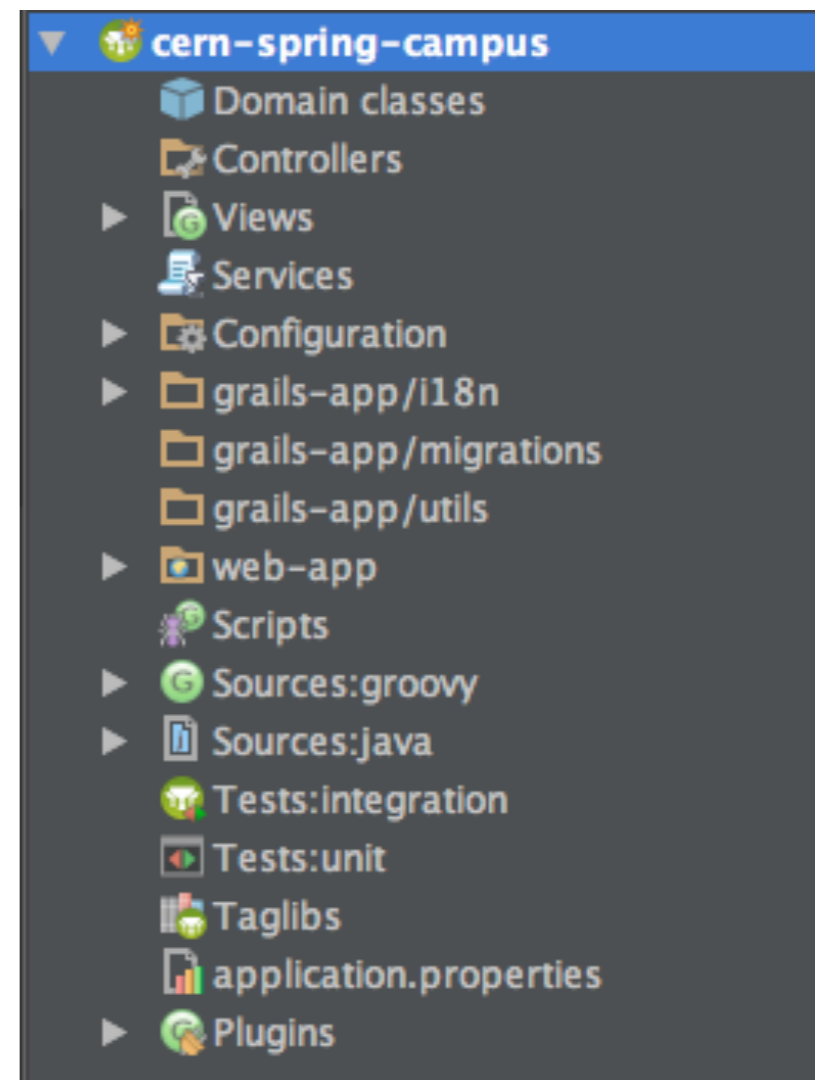 cern-spring-campus
Domain classes
Controllers
Views
Services
Configuration
grails-app/i18n
grails-app/migrations
grails-app/utils
web-app
Scripts
Sources:groovy
Sources:java
Tests:integration
Tests:unit
Taglibs
application.properties
Plugins